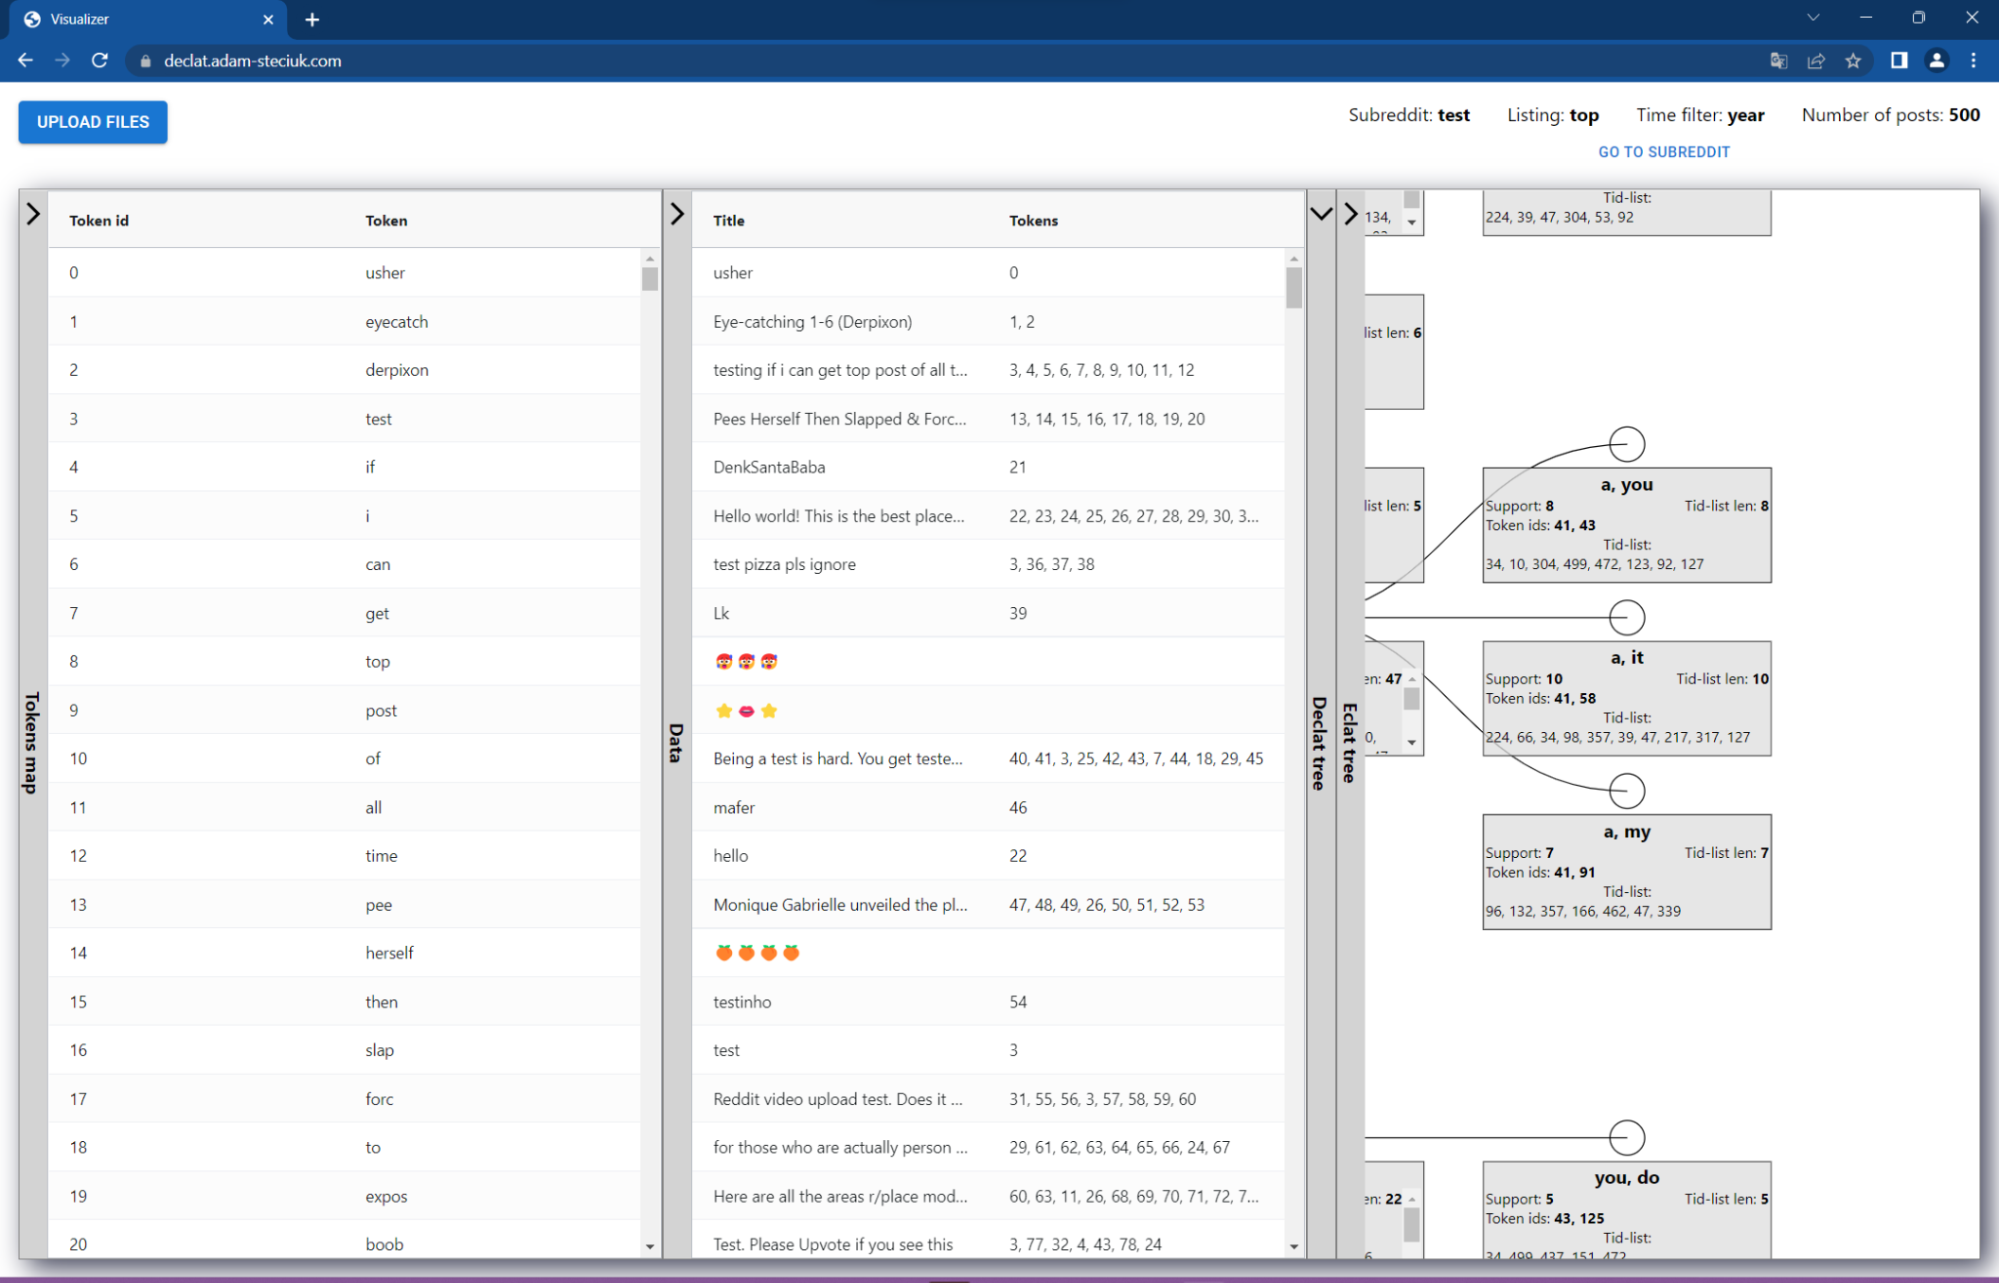 Visualizer
declat.adam-steciuk.com
UPLOAD FILES
Subreddit: test Listing: top Time filter: year Number of posts: 500
GO TO SUBREDDIT
Tokens map
Token id Token
0 usher
1 eyecatch
2 derpixon
3 test
4 if
5 i
6 can
7 get
8 top
9 post
10 of
11 all
12 time
13 pee
14 herself
15 then
16 slap
17 forc
18 to
19 expos
20 boob
Data
Title Tokens
usher 0
Eye-catching 1-6 (Derpixon) 1, 2
testing if i can get top post of all t... 3, 4, 5, 6, 7, 8, 9, 10, 11, 12
Pees Herself Then Slapped & Forc... 13, 14, 15, 16, 17, 18, 19, 20
DenkSantaBaba 21
Hello world! This is the best place... 22, 23, 24, 25, 26, 27, 28, 29, 30, 3...
test pizza pls ignore 3, 36, 37, 38
Lk 39
Being a test is hard. You get teste... 40, 41, 3, 25, 42, 43, 7, 44, 18, 29, 45
mafer 46
hello 22
Monique Gabrielle unveiled the pl... 47, 48, 49, 26, 50, 51, 52, 53
testinho 54
test 3
Reddit video upload test. Does it ... 31, 55, 56, 3, 57, 58, 59, 60
for those who are actually person ... 29, 61, 62, 63, 64, 65, 66, 24, 67
Here are all the areas r/place mod... 60, 63, 11, 26, 68, 69, 70, 71, 72, 7...
Test. Please Upvote if you see this 3, 77, 32, 4, 43, 78, 24
Declat tree
Eclat tree
134,
Tid-list:
224, 39, 47, 304, 53, 92
list len: 6
list len: 5
a, you
Support: 8 Tid-list len: 8
Token ids: 41, 43
Tid-list:
34, 10, 304, 499, 472, 123, 92, 127
en: 47
0,
a, it
Support: 10 Tid-list len: 10
Token ids: 41, 58
Tid-list:
224, 66, 34, 98, 357, 39, 47, 217, 317, 127
a, my
Support: 7 Tid-list len: 7
Token ids: 41, 91
Tid-list:
96, 132, 357, 166, 462, 47, 339
en: 22
you, do
Support: 5 Tid-list len: 5
Token ids: 43, 125
Tid-list:
34, 499, 437, 151, 472